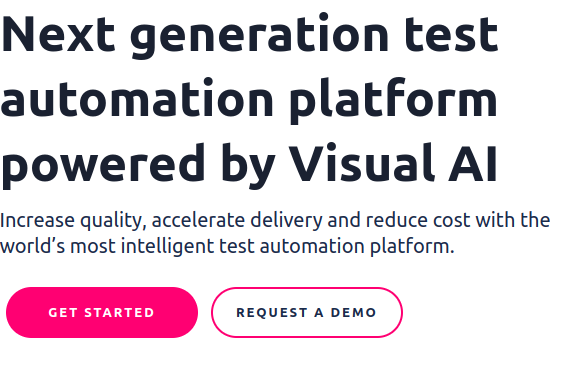 Next generation test
automation platform
powered by Visual AI
Increase quality, accelerate delivery and reduce cost with the
world’s most intelligent test automation platform.
GET STARTED
REQUEST A DEMO